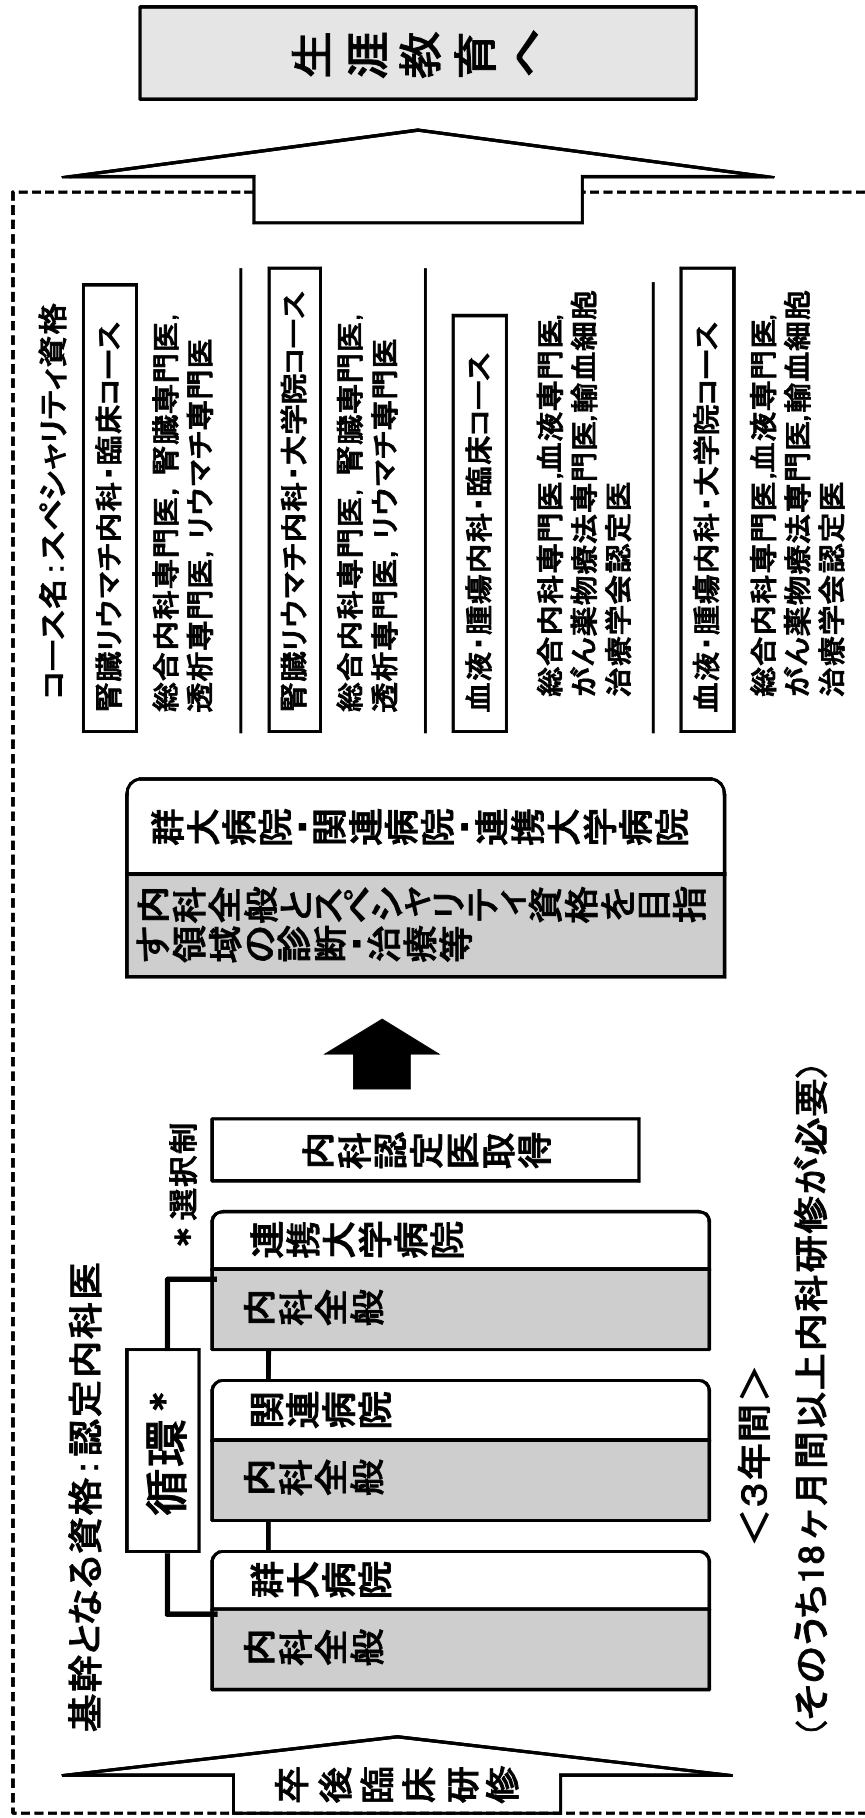 卒後臨床研修
基幹となる資格：認定内科医
循環*
*選択制
内科全般
群大病院
内科全般
関連病院
内科全般
連携大学病院
内科認定医取得
＜3年間＞
（そのうち18ヶ月間以上内科研修が必要）
内科全般とスペシャリティ資格を目指
す領域の診断・治療等
群大病院・関連病院・連携大学病院
コース名：スペシャリティ資格
腎臓リウマチ内科・臨床コース
総合内科専門医，腎臓専門医，
透析専門医，リウマチ専門医
腎臓リウマチ内科・大学院コース
総合内科専門医，腎臓専門医，
透析専門医，リウマチ専門医
血液・腫瘍内科・臨床コース
総合内科専門医,血液専門医,
がん薬物療法専門医,輸血細胞
治療学会認定医
血液・腫瘍内科・大学院コース
総合内科専門医,血液専門医,
がん薬物療法専門医,輸血細胞
治療学会認定医
生涯教育へ